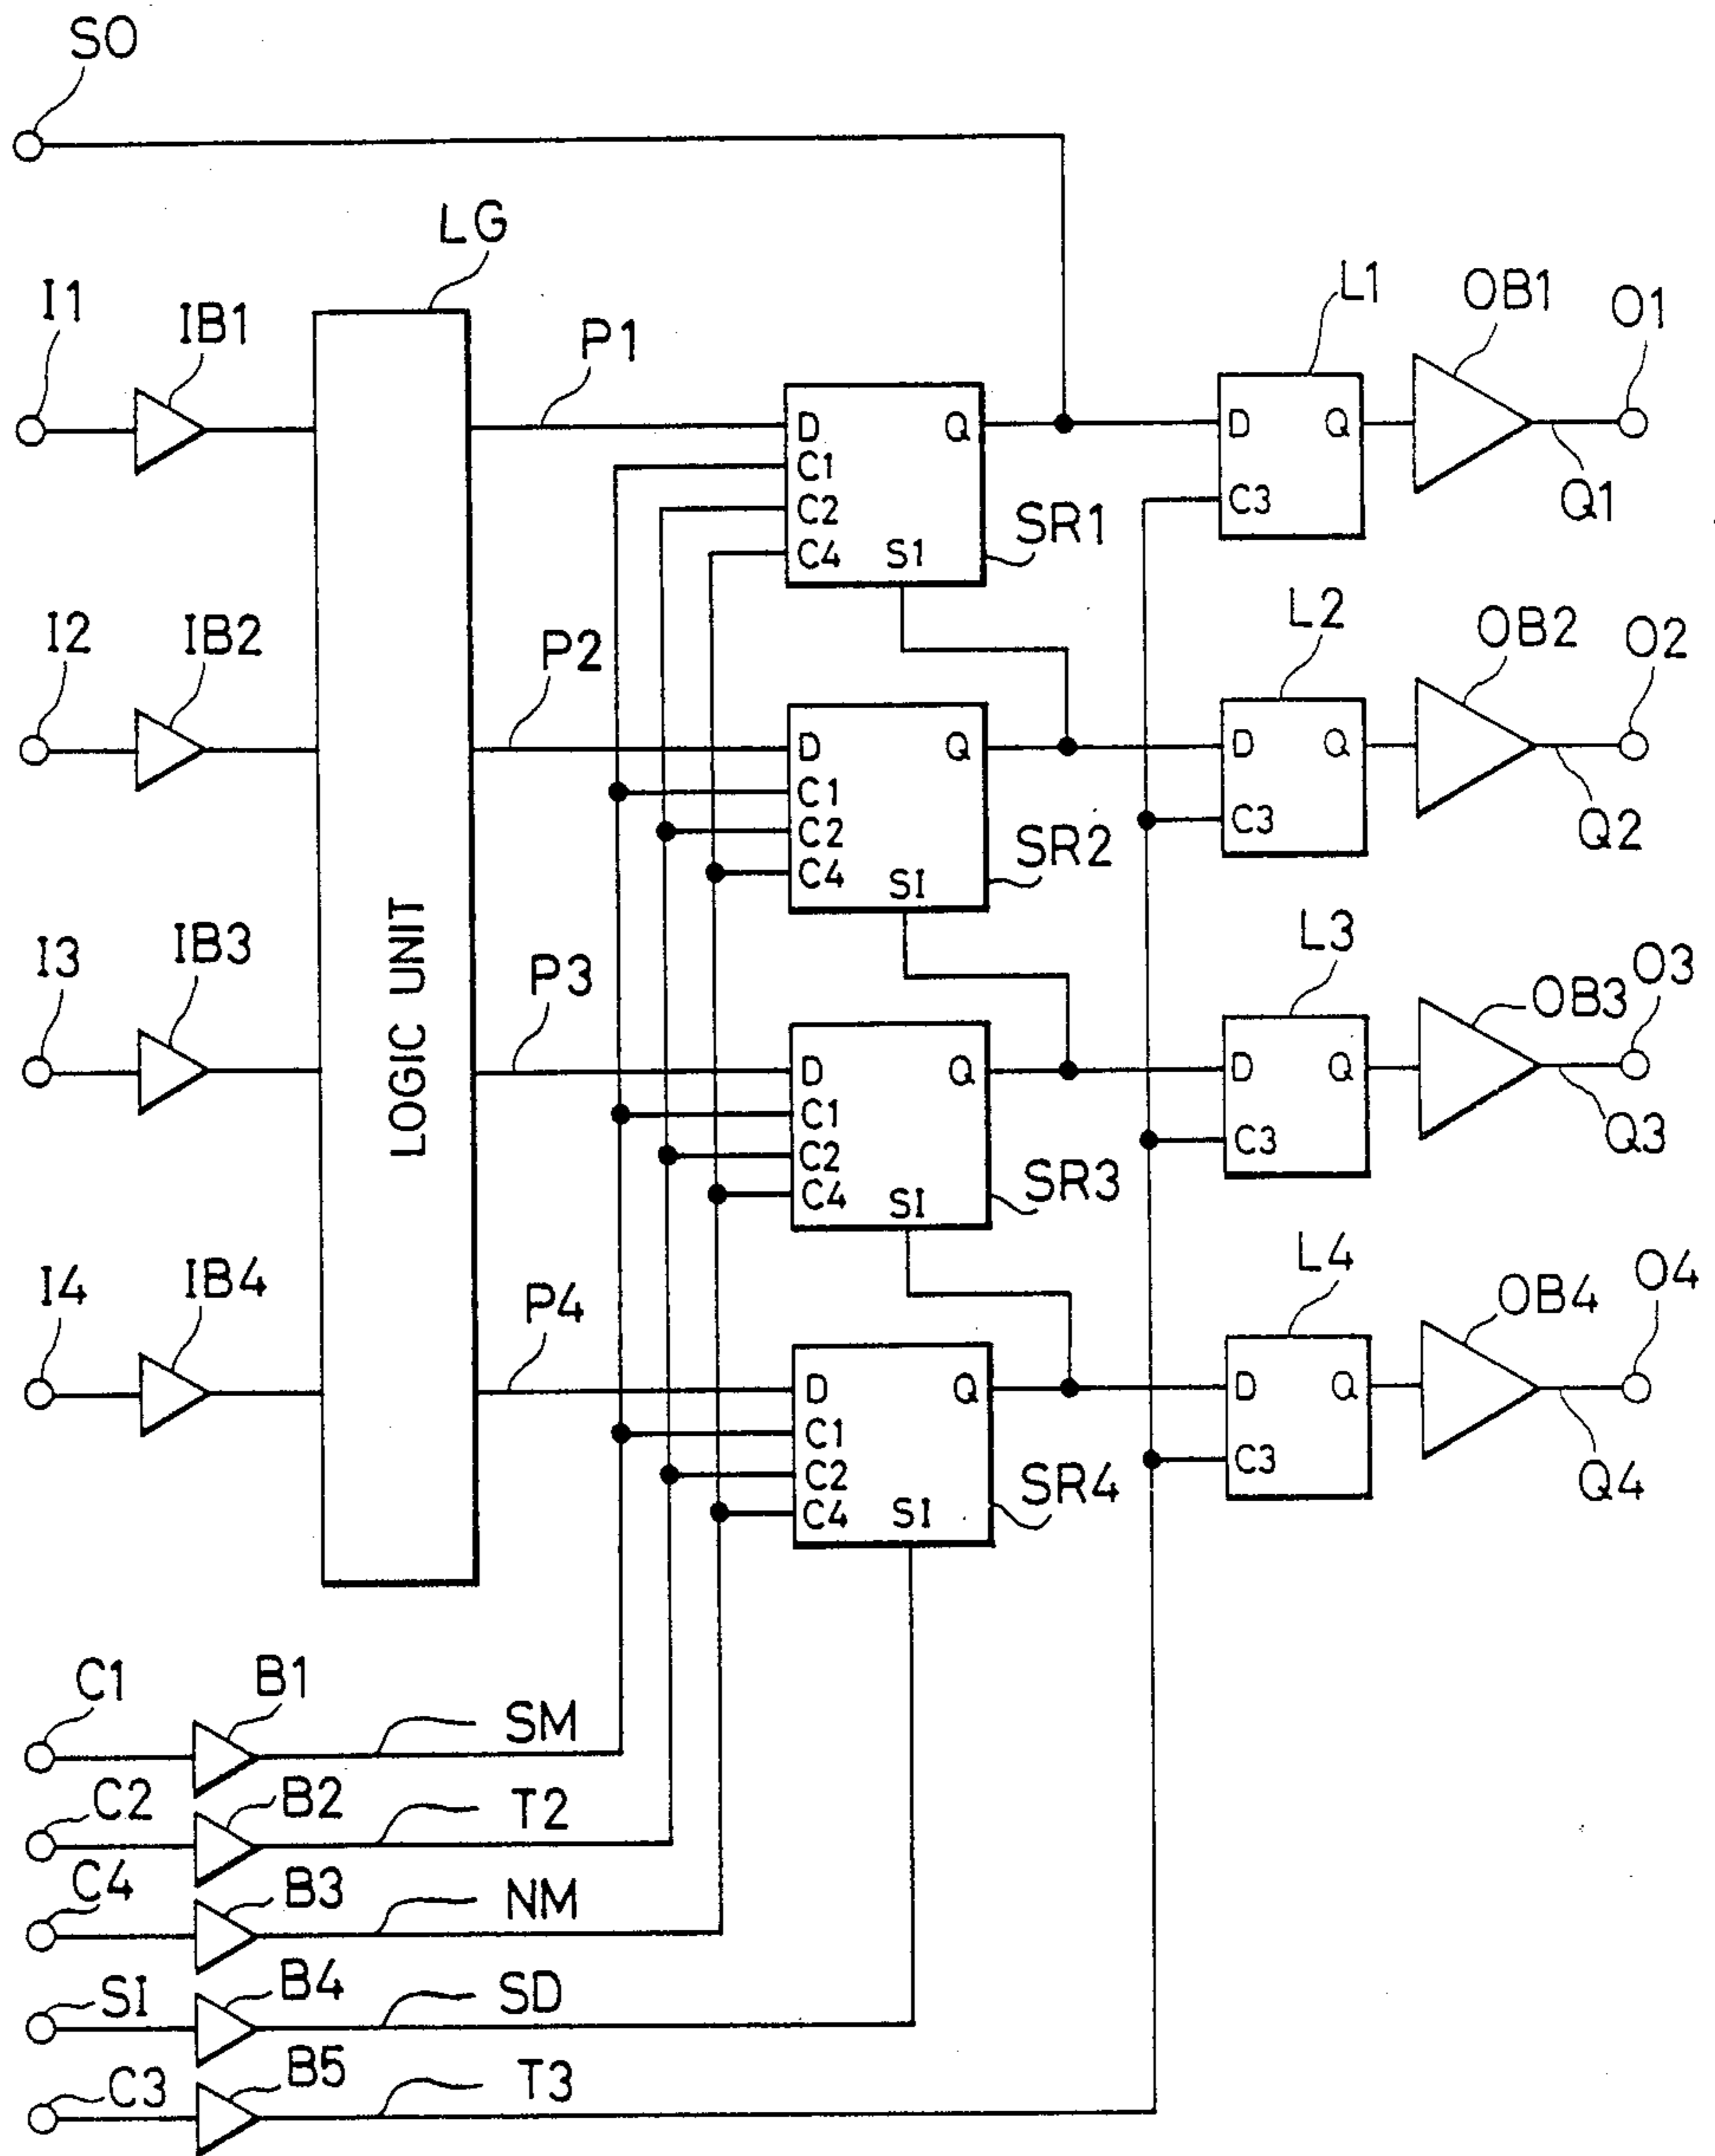 SO
LG
I1
IB1
P1
L1
OB1
O1
D
Q
C1
C2
C4
S1
SR1
D
Q
C3
Q1
I2
IB2
P2
L2
OB2
O2
D
Q
C1
C2
C4
SI
SR2
D
Q
C3
Q2
LOGIC UNIT
I3
IB3
P3
L3
OB3
O3
D
Q
C1
C2
C4
SI
SR3
D
Q
C3
Q3
I4
IB4
P4
L4
OB4
O4
D
Q
C1
C2
C4
SI
SR4
D
Q
C3
Q4
C1
B1
SM
C2
B2
T2
C4
B3
NM
SI
B4
SD
C3
B5
T3